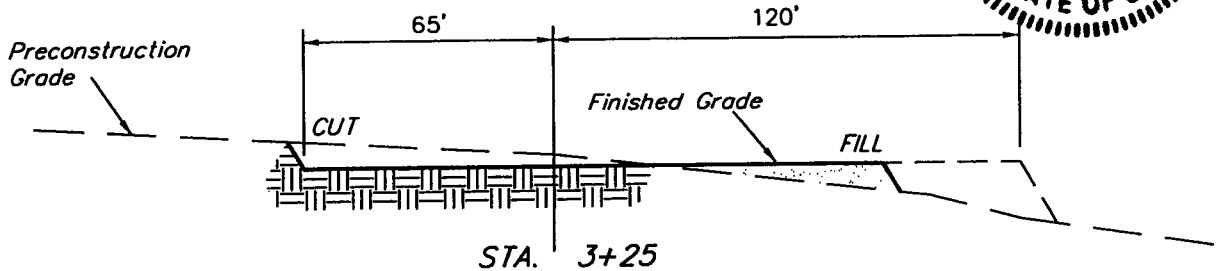 65'
120'
Preconstruction
Grade
Finished Grade
CUT
FILL
STA. 3+25